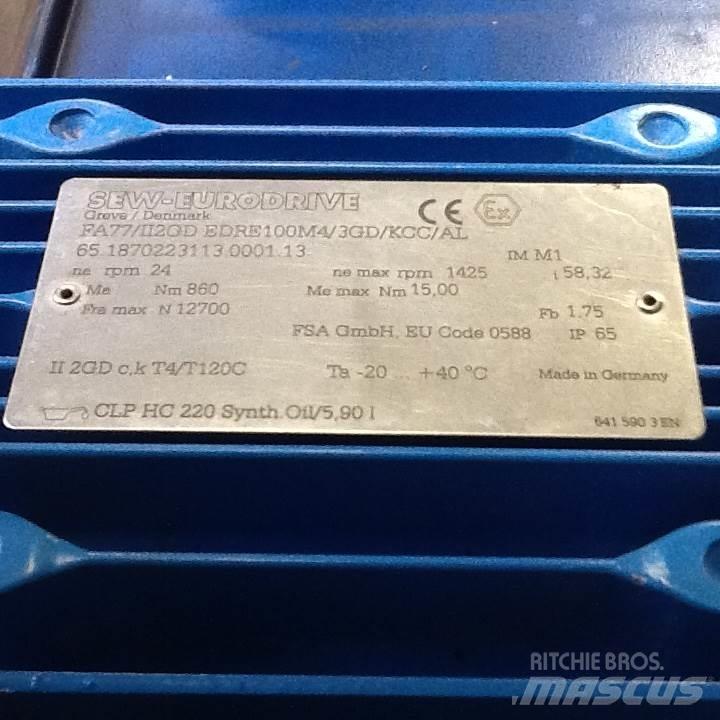 SEW-EURODRIVE
Greve / Denmark
CE Ex
FA77/II2GD EDRE100M4/3GD/KCC/AL
65.1870223113.0001.13 IM M1
na rpm 24 ne max rpm 1425 i 58,32
Ma Nm 860 Me max Nm 15,00 Fb 1.75
Fra max N 12700
FSA GmbH, EU Code 0588 IP 65
II 2GD c,k T4/T120C Ta -20 ... +40 °C Made in Germany
CLP HC 220 Synth.Oil/5,90 l 641 590 3 EN
RITCHIE BROS.
MASCUS